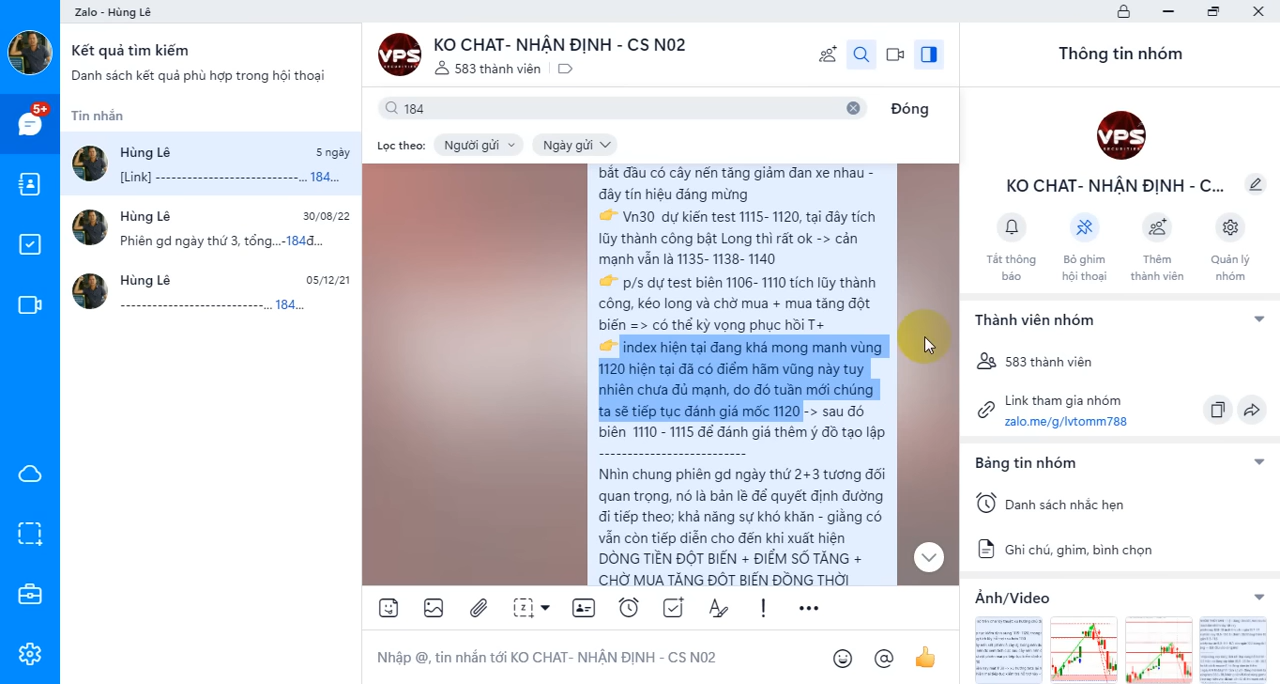 Zalo - Hùng Lê
Kết quả tìm kiếm
Danh sách kết quả phù hợp trong hội thoại
Tin nhắn
5+
Hùng Lê
5 ngày
[Link] ---------------------------... 184...
Hùng Lê
30/08/22
Phiên gd ngày thứ 3, tổng...-184đ...
Hùng Lê
05/12/21
---------------------------... 184...
VPS
SECURITIES
KO CHAT- NHẬN ĐỊNH - CS N02
583 thành viên
184
Đóng
Lọc theo:
Người gửi
Ngày gửi
bắt đầu có cây nến tăng giảm đan xe nhau -
đây tín hiệu đáng mừng
👉 Vn30 dự kiến test 1115- 1120, tại đây tích
lũy thành công bật Long thì rất ok -> cản
mạnh vẫn là 1135- 1138- 1140
👉 p/s dự test biên 1106- 1110 tích lũy thành
công, kéo long và chờ mua + mua tăng đột
biến => có thể kỳ vọng phục hồi T+
👉 index hiện tại đang khá mong manh vùng
1120 hiện tại đã có điểm hãm vũng này tuy
nhiên chưa đủ mạnh, do đó tuần mới chúng
ta sẽ tiếp tục đánh giá mốc 1120 -> sau đó
biên 1110 - 1115 để đánh giá thêm ý đồ tạo lập
--------------------------
Nhìn chung phiên gd ngày thứ 2+3 tương đối
quan trọng, nó là bản lề để quyết định đường
đi tiếp theo; khả năng sự khó khăn - giằng có
vẫn còn tiếp diễn cho đến khi xuất hiện
DÒNG TIỀN ĐỘT BIẾN + ĐIỂM SỐ TĂNG +
CHỜ MUA TĂNG ĐỘT BIẾN ĐỒNG THỜI
Nhập @, tin nhắn tới KO CHAT- NHẬN ĐỊNH - CS N02
Thông tin nhóm
VPS
SECURITIES
KO CHAT- NHẬN ĐỊNH - C...
Tắt thông
báo
Bỏ ghim
hội thoại
Thêm
thành viên
Quản lý
nhóm
Thành viên nhóm
583 thành viên
Link tham gia nhóm
zalo.me/g/lvtomm788
Bảng tin nhóm
Danh sách nhắc hẹn
Ghi chú, ghim, bình chọn
Ảnh/Video